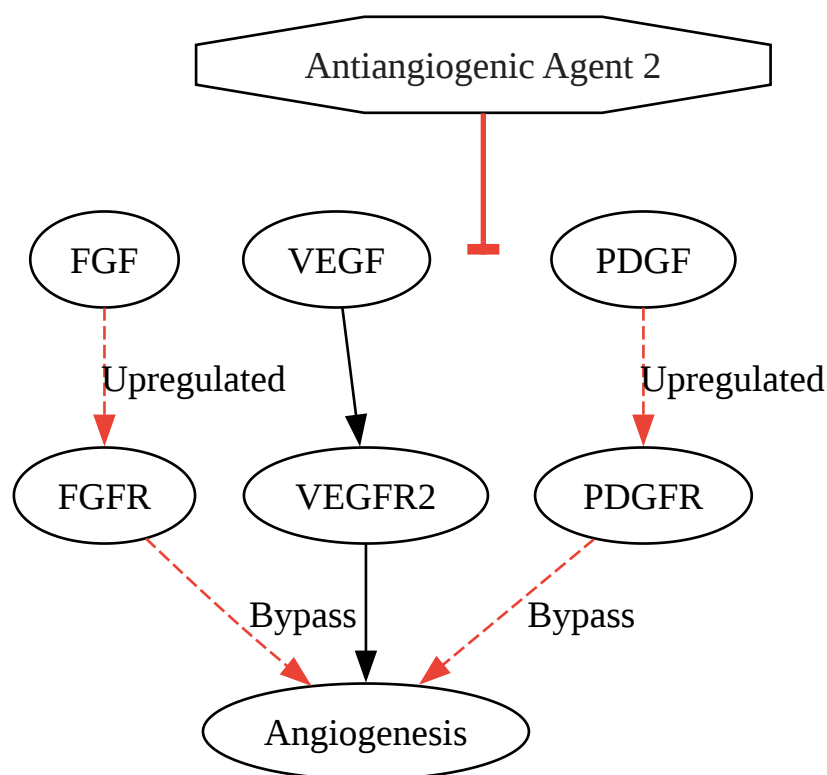 Antiangiogenic Agent 2
FGF
VEGF
PDGF
Upregulated
Upregulated
FGFR
VEGFR2
PDGFR
Bypass
Bypass
Angiogenesis